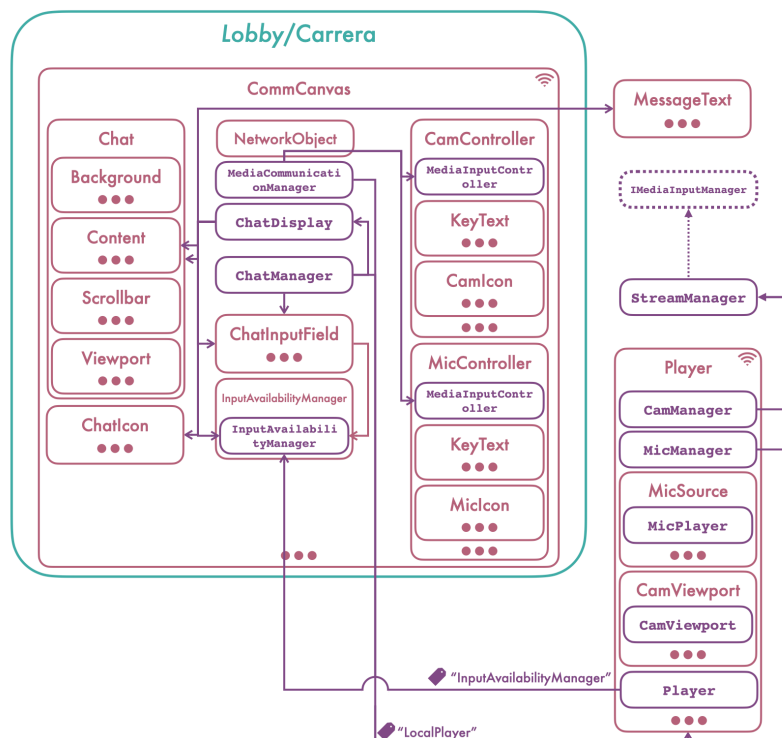 Lobby/Carrera
CommCanvas
Chat
Background
Content
Scrollbar
Viewport
ChatIcon
NetworkObject
MediaCommunicati
onManager
ChatDisplay
ChatManager
ChatInputField
InputAvailabilityManager
InputAvailabil
ityManager
CamController
MediaInputContr
oller
KeyText
CamIcon
MicController
MediaInputContr
oller
KeyText
MicIcon
MessageText
IMediaInputManager
StreamManager
Player
CamManager
MicManager
MicSource
MicPlayer
CamViewport
CamViewport
Player
“InputAvailabilityManager”
“LocalPlayer”